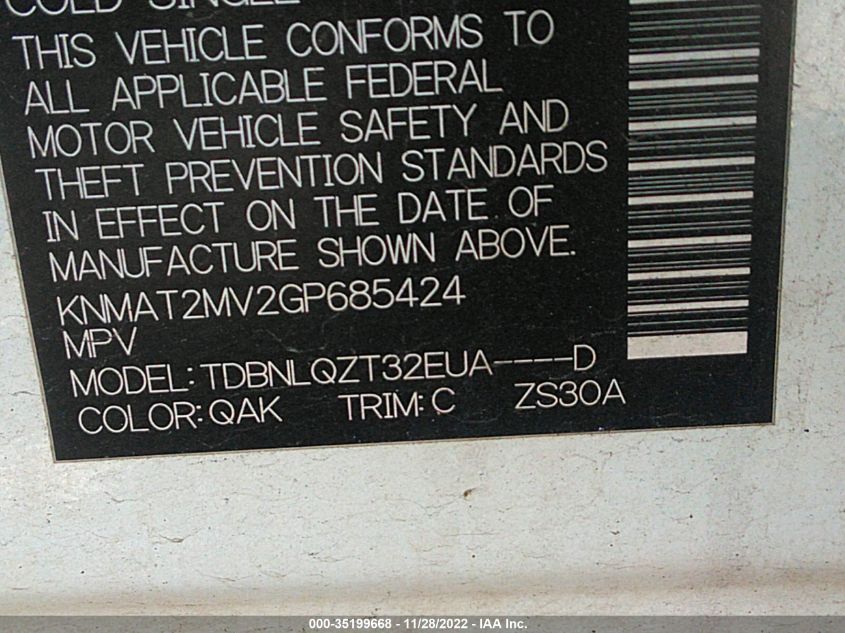 COLD SINGLE
THIS VEHICLE CONFORMS TO
ALL APPLICABLE FEDERAL
MOTOR VEHICLE SAFETY AND
THEFT PREVENTION STANDARDS
IN EFFECT ON THE DATE OF
MANUFACTURE SHOWN ABOVE.
KNMAT2MV2GP685424
MPV
MODEL:TDBNLQZT32EUA----D
COLOR:QAK TRIM:C ZS30A
000-35199668 - 11/28/2022 - IAA Inc.